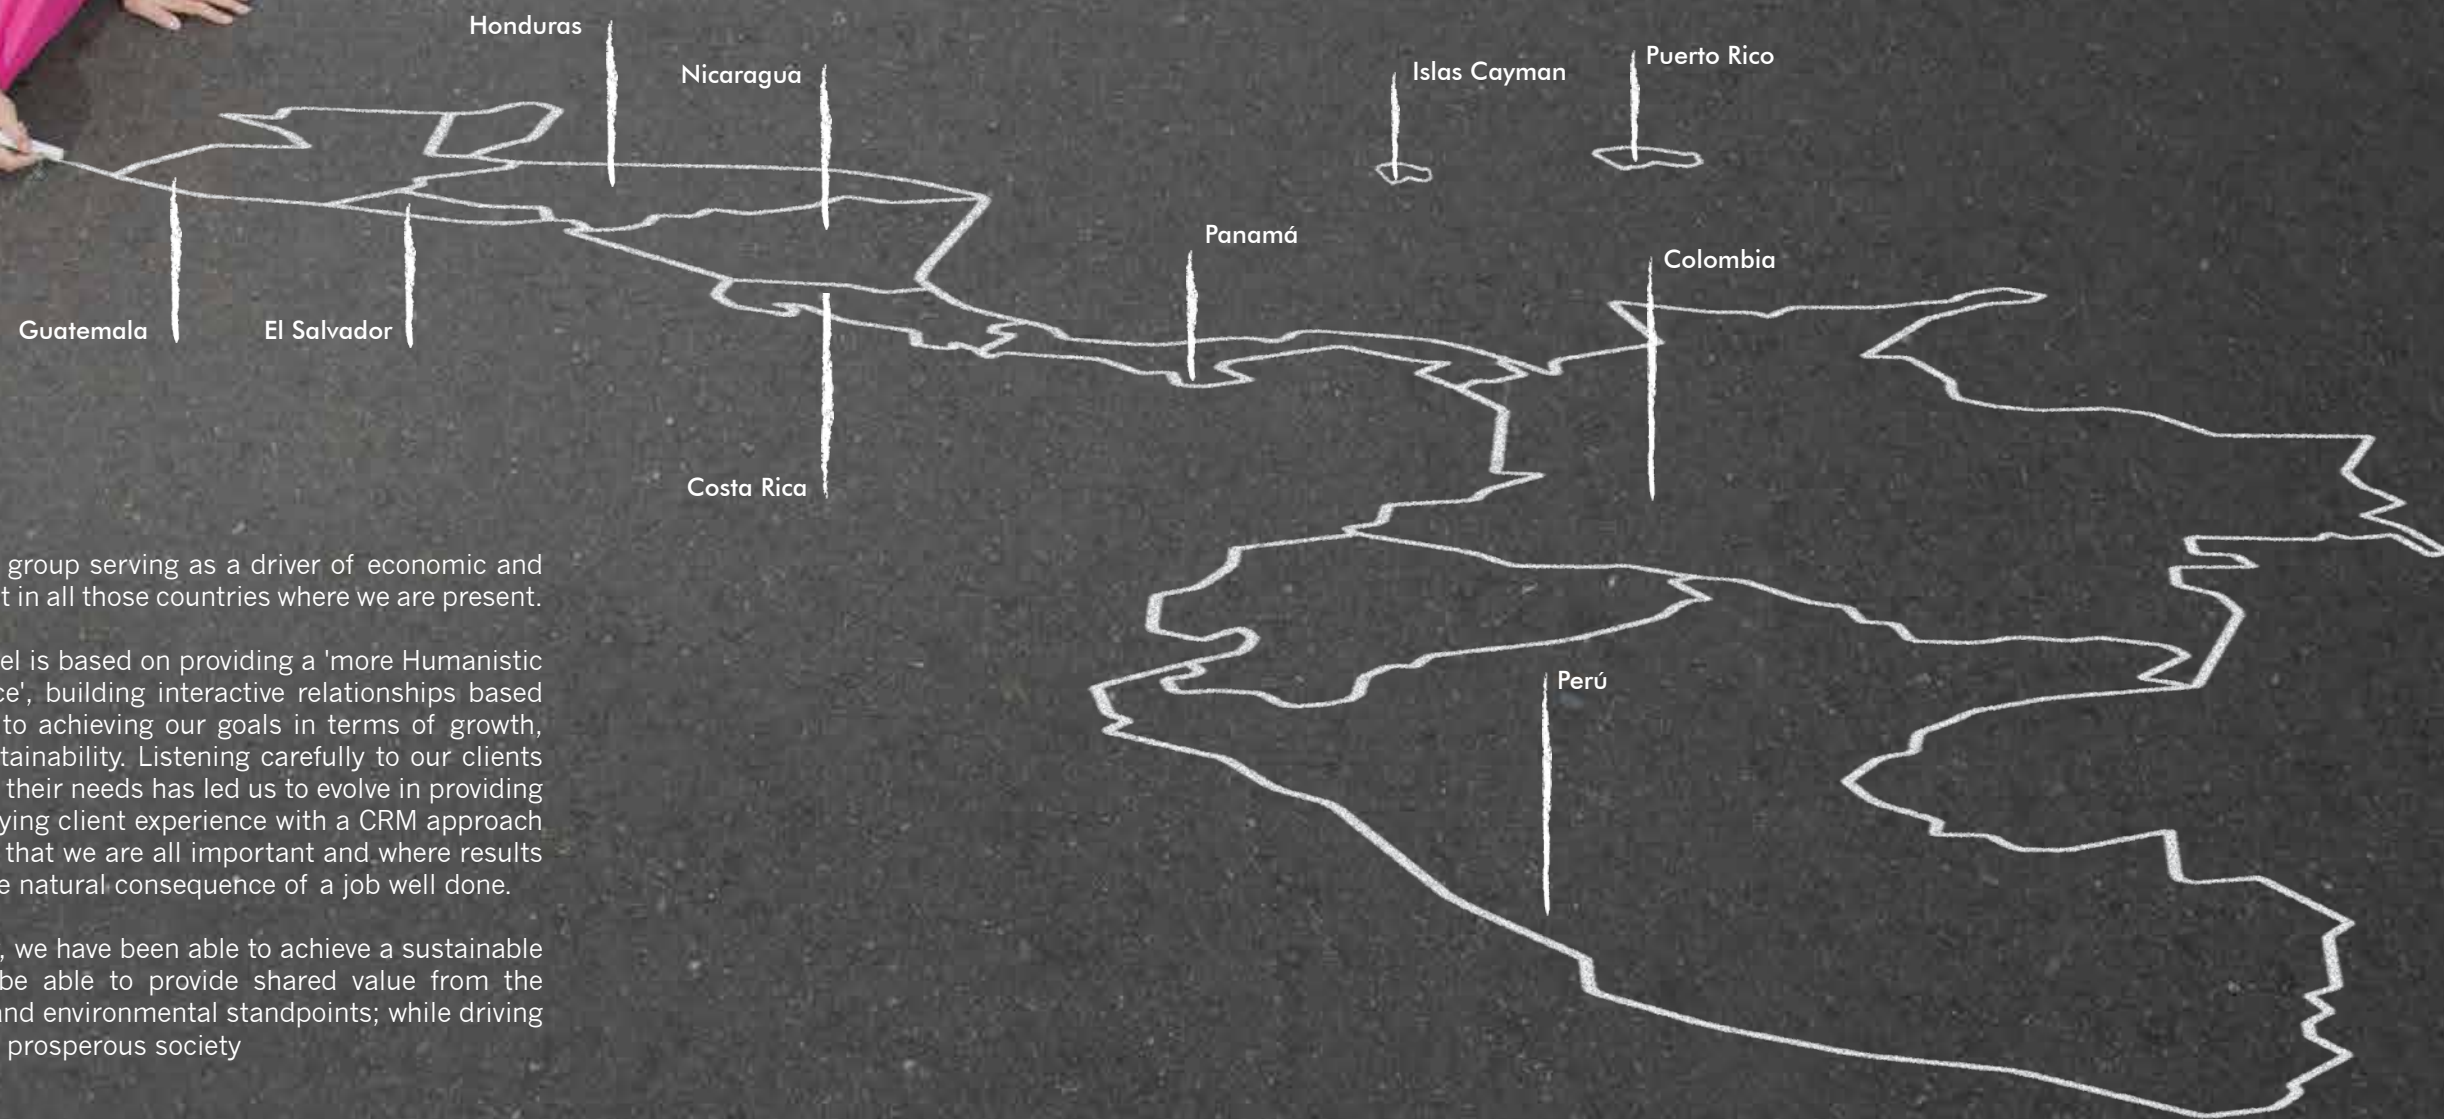 Honduras
Nicaragua
Islas Cayman
Puerto Rico
Panamá
Colombia
Guatemala
El Salvador
Costa Rica
Perú
group serving as a driver of economic and
t in all those countries where we are present.
el is based on providing a 'more Humanistic
ce', building interactive relationships based
to achieving our goals in terms of growth,
tainability. Listening carefully to our clients
their needs has led us to evolve in providing
ying client experience with a CRM approach
that we are all important and where results
e natural consequence of a job well done.
, we have been able to achieve a sustainable
be able to provide shared value from the
and environmental standpoints; while driving
prosperous society